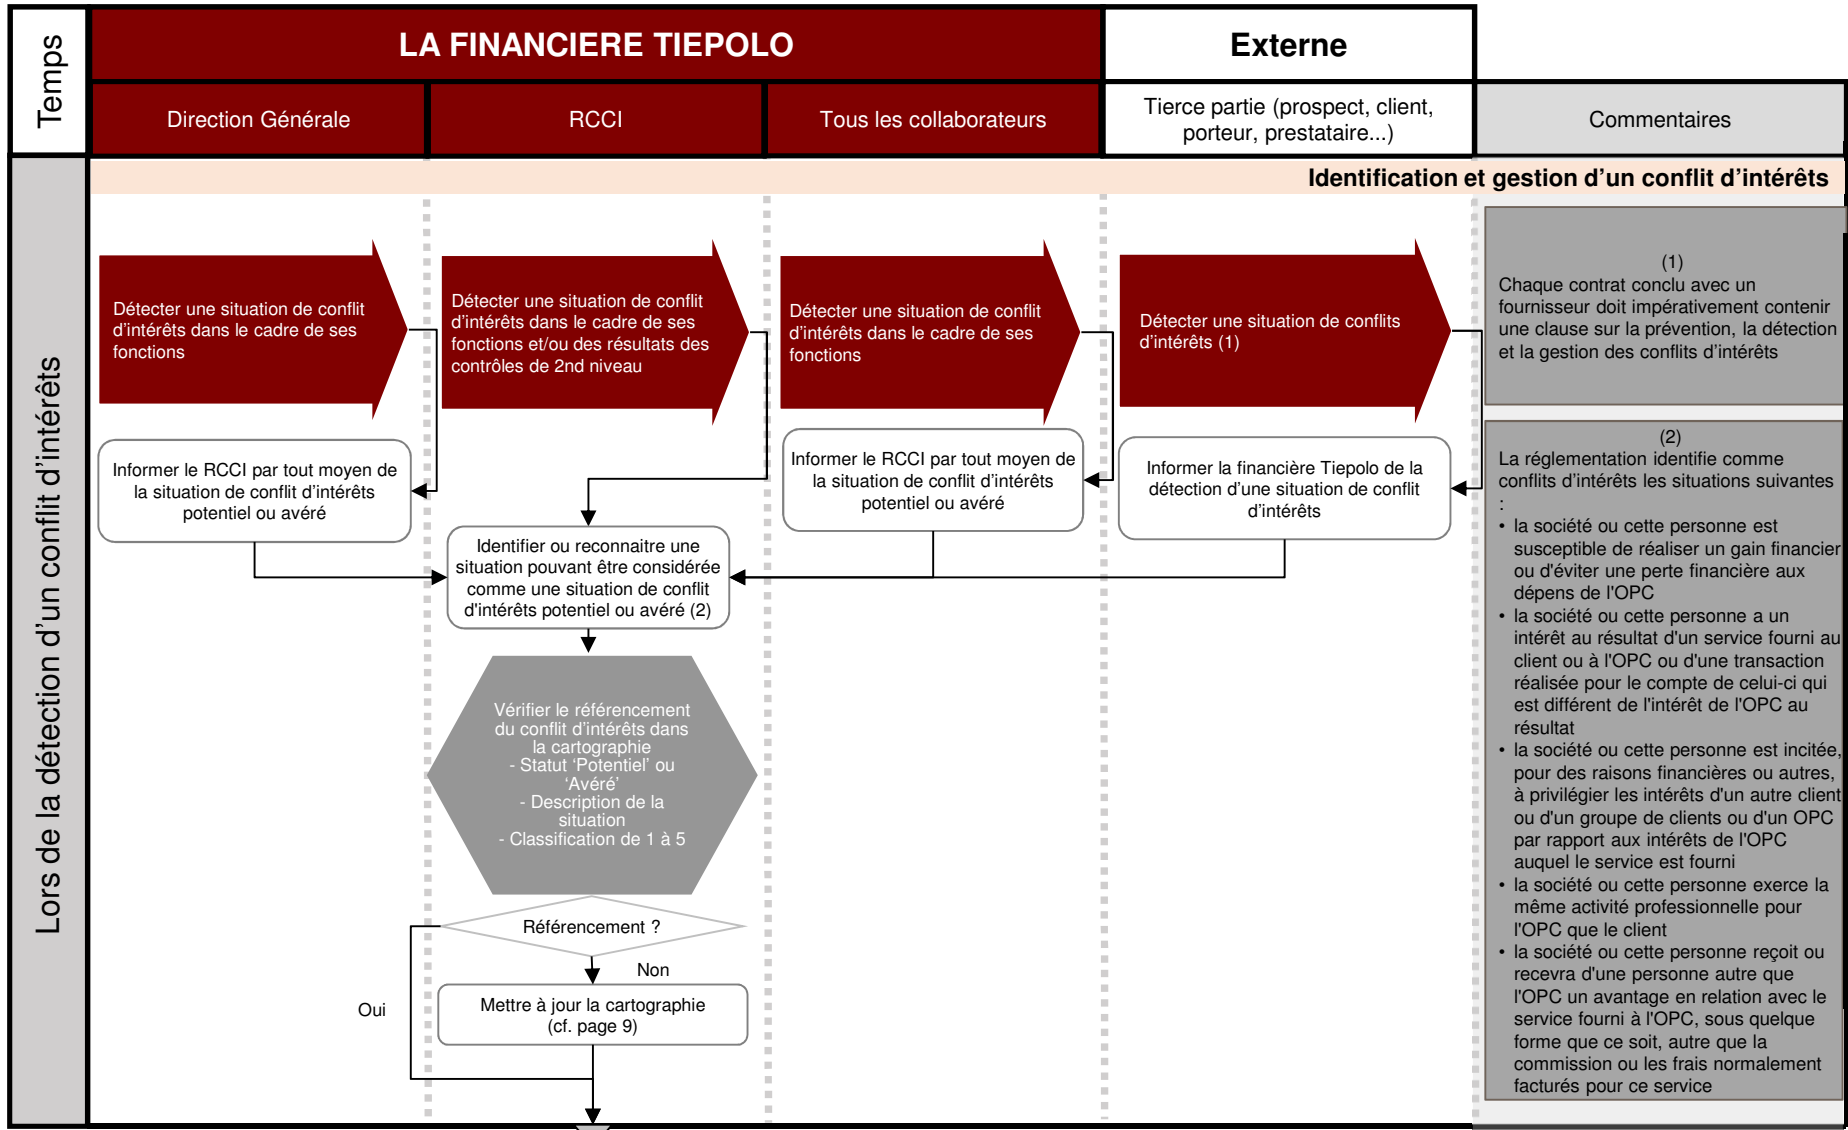 Temps
LA FINANCIERE TIEPOLO
Externe
Direction Générale
RCCI
Tous les collaborateurs
Tierce partie (prospect, client,
porteur, prestataire...)
Commentaires
Lors de la détection d’un conflit d’intérêts
Identification et gestion d’un conflit d’intérêts
Détecter une situation de conflit
d’intérêts dans le cadre de ses
fonctions
Détecter une situation de conflit
d’intérêts dans le cadre de ses
fonctions et/ou des résultats des
contrôles de 2nd niveau
Détecter une situation de conflit
d’intérêts dans le cadre de ses
fonctions
Détecter une situation de conflits
d’intérêts (1)
Informer le RCCI par tout moyen de
la situation de conflit d’intérêts
potentiel ou avéré
Informer le RCCI par tout moyen de
la situation de conflit d’intérêts
potentiel ou avéré
Informer la financière Tiepolo de la
détection d’une situation de conflit
d’intérêts
Identifier ou reconnaitre une
situation pouvant être considérée
comme une situation de conflit
d'intérêts potentiel ou avéré (2)
Vérifier le référencement
du conflit d’intérêts dans
la cartographie
- Statut ‘Potentiel’ ou
‘Avéré’
- Description de la
situation
- Classification de 1 à 5
Référencement ?
Non
Oui
Mettre à jour la cartographie
(cf. page 9)
(1)
Chaque contrat conclu avec un
fournisseur doit impérativement contenir
une clause sur la prévention, la détection
et la gestion des conflits d’intérêts
(2)
La réglementation identifie comme
conflits d’intérêts les situations suivantes
:
• la société ou cette personne est
susceptible de réaliser un gain financier
ou d'éviter une perte financière aux
dépens de l'OPC
• la société ou cette personne a un
intérêt au résultat d'un service fourni au
client ou à l'OPC ou d'une transaction
réalisée pour le compte de celui-ci qui
est différent de l'intérêt de l'OPC au
résultat
• la société ou cette personne est incitée,
pour des raisons financières ou autres,
à privilégier les intérêts d'un autre client
ou d'un groupe de clients ou d'un OPC
par rapport aux intérêts de l'OPC
auquel le service est fourni
• la société ou cette personne exerce la
même activité professionnelle pour
l'OPC que le client
• la société ou cette personne reçoit ou
recevra d'une personne autre que
l'OPC un avantage en relation avec le
service fourni à l'OPC, sous quelque
forme que ce soit, autre que la
commission ou les frais normalement
facturés pour ce service